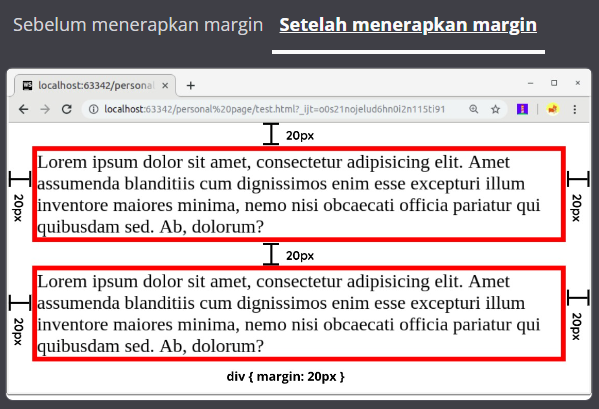 Sebelum menerapkan margin Setelah menerapkan margin
localhost:63342/personal
localhost:63342/personal%20page/test.html?_ijt=o0s21nojelud6hn0i2n115ti91
20px
Lorem ipsum dolor sit amet, consectetur adipisicing elit. Amet
assumenda blanditiis cum dignissimos enim esse excepturi illum
inventore maiores minima, nemo nisi obcaecati officia pariatur qui
quibusdam sed. Ab, dolorum?
20px
20px
20px
Lorem ipsum dolor sit amet, consectetur adipisicing elit. Amet
assumenda blanditiis cum dignissimos enim esse excepturi illum
inventore maiores minima, nemo nisi obcaecati officia pariatur qui
quibusdam sed. Ab, dolorum?
20px
20px
div { margin: 20px }